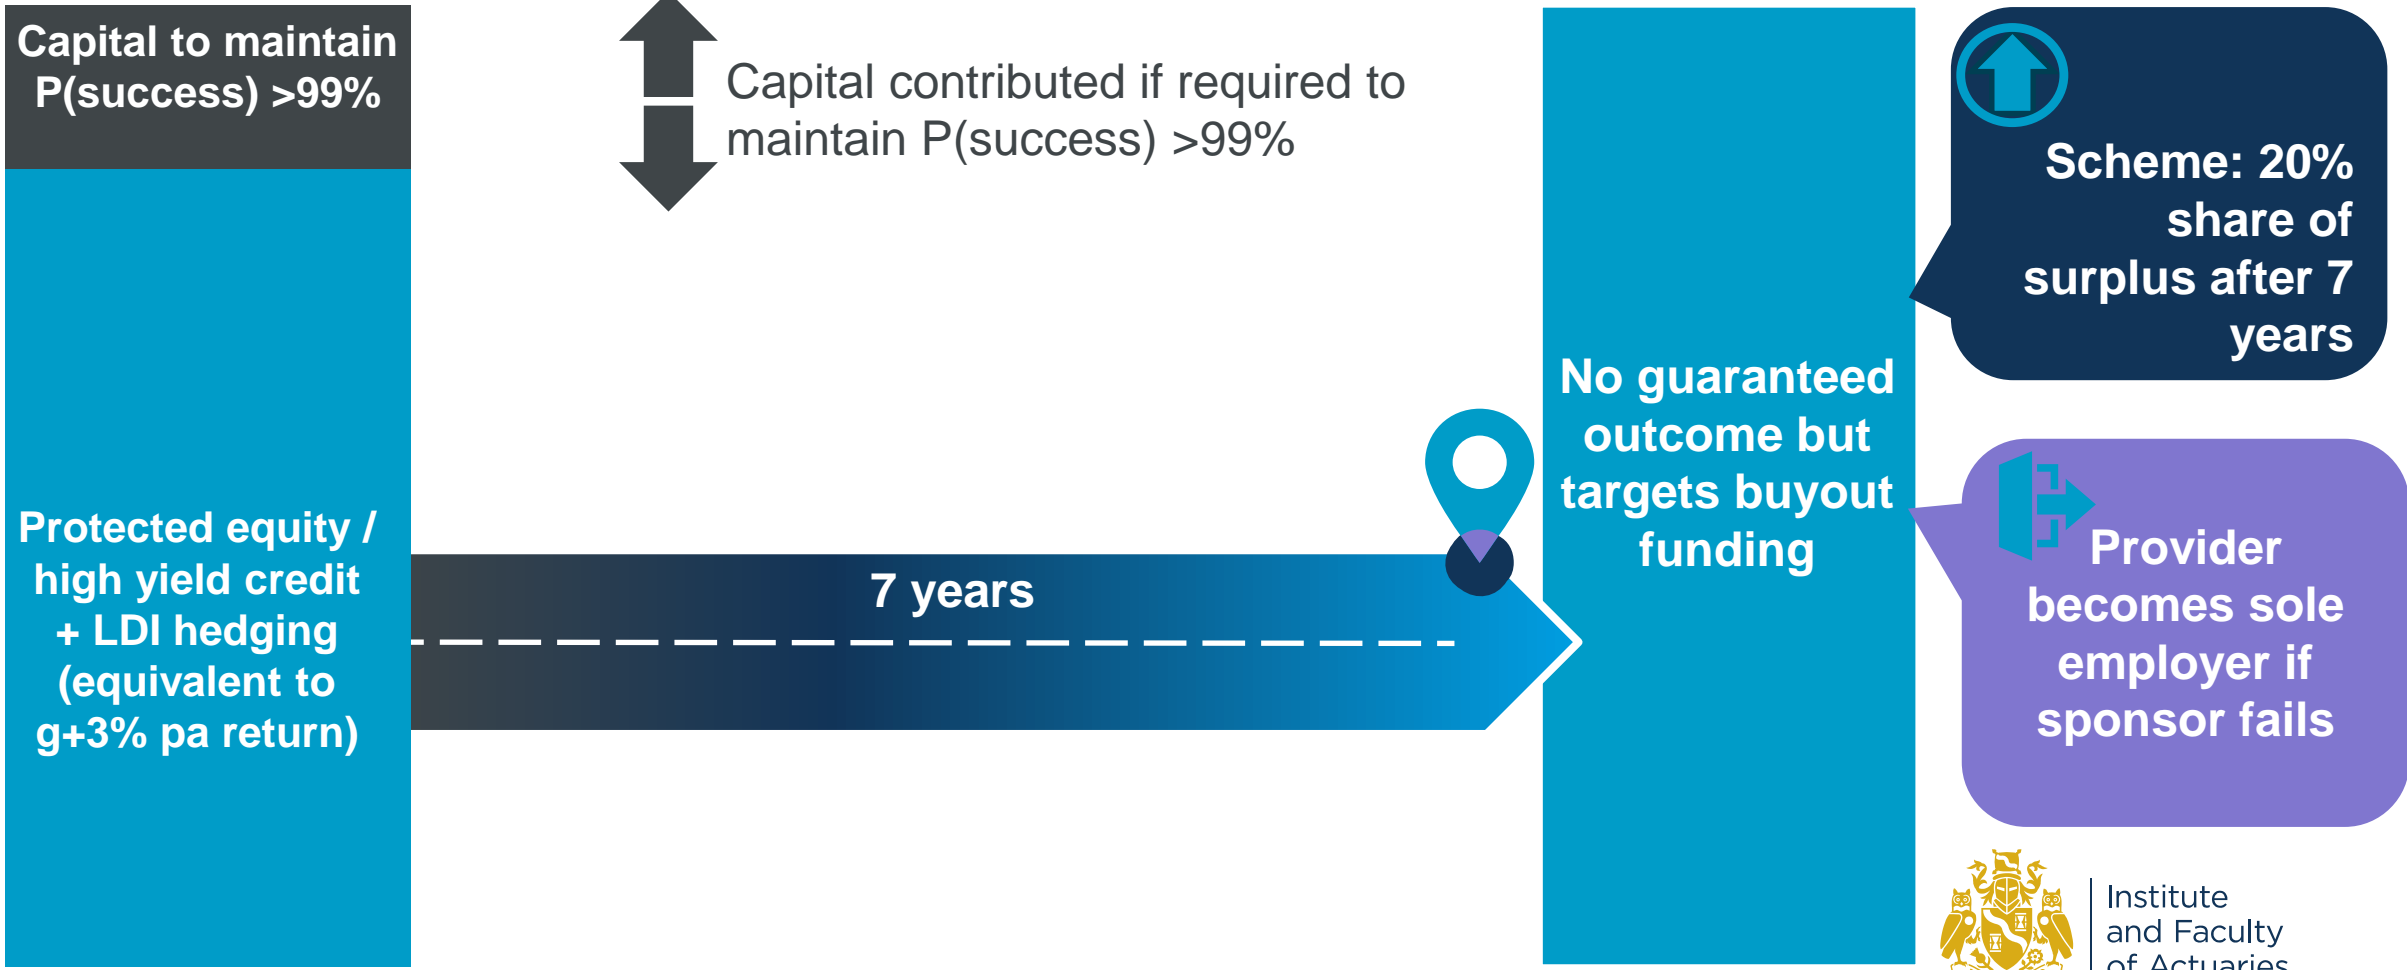 Capital to maintain
P(success) >99%
Protected equity /
high yield credit
+ LDI hedging
(equivalent to
g+3% pa return)
Capital contributed if required to
maintain P(success) >99%
7 years
No guaranteed
outcome but
targets buyout
funding
Scheme: 20%
share of
surplus after 7
years
Provider
becomes sole
employer if
sponsor fails
Institute
and Faculty
of Actuaries